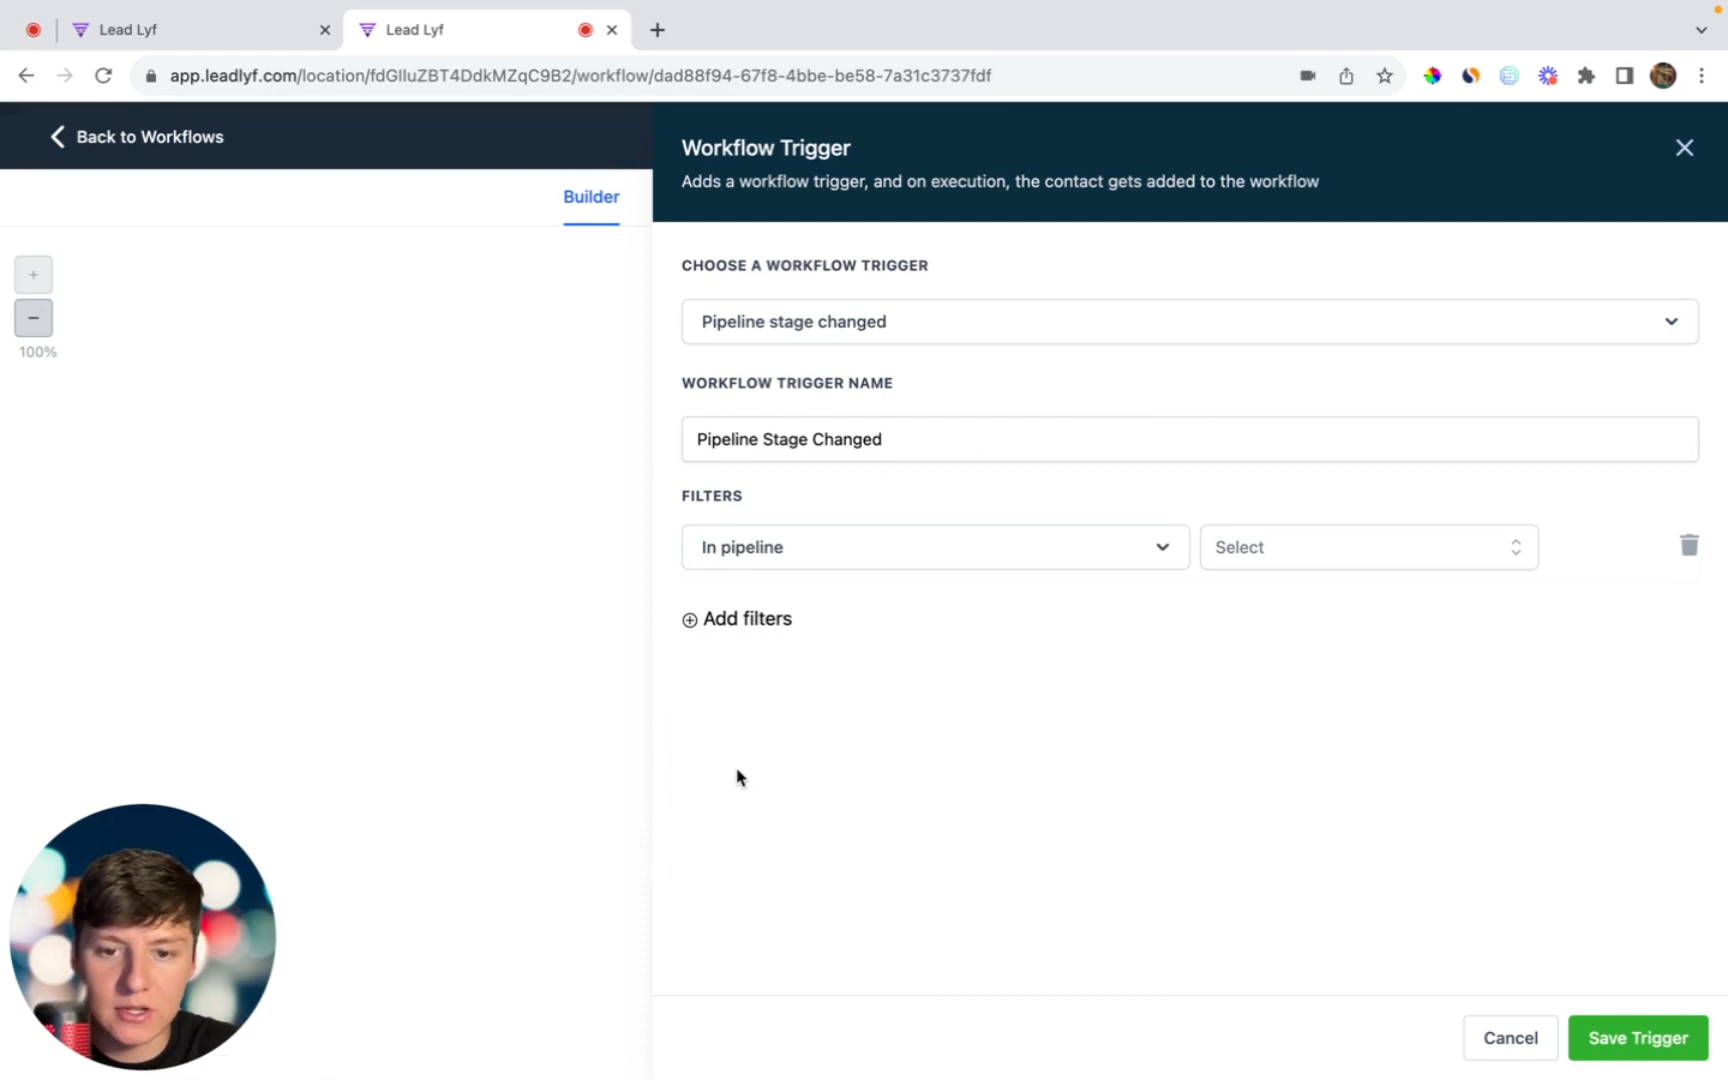 Lead Lyf
Lead Lyf
app.leadlyf.com/location/fdGlluZBT4DdkMZqC9B2/workflow/dad88f94-67f8-4bbe-be58-7a31c3737fdf
Back to Workflows
Workflow Trigger
Adds a workflow trigger, and on execution, the contact gets added to the workflow
Builder
CHOOSE A WORKFLOW TRIGGER
+
Pipeline stage changed
−
100%
WORKFLOW TRIGGER NAME
Pipeline Stage Changed
FILTERS
In pipeline
Select
Add filters
Cancel
Save Trigger